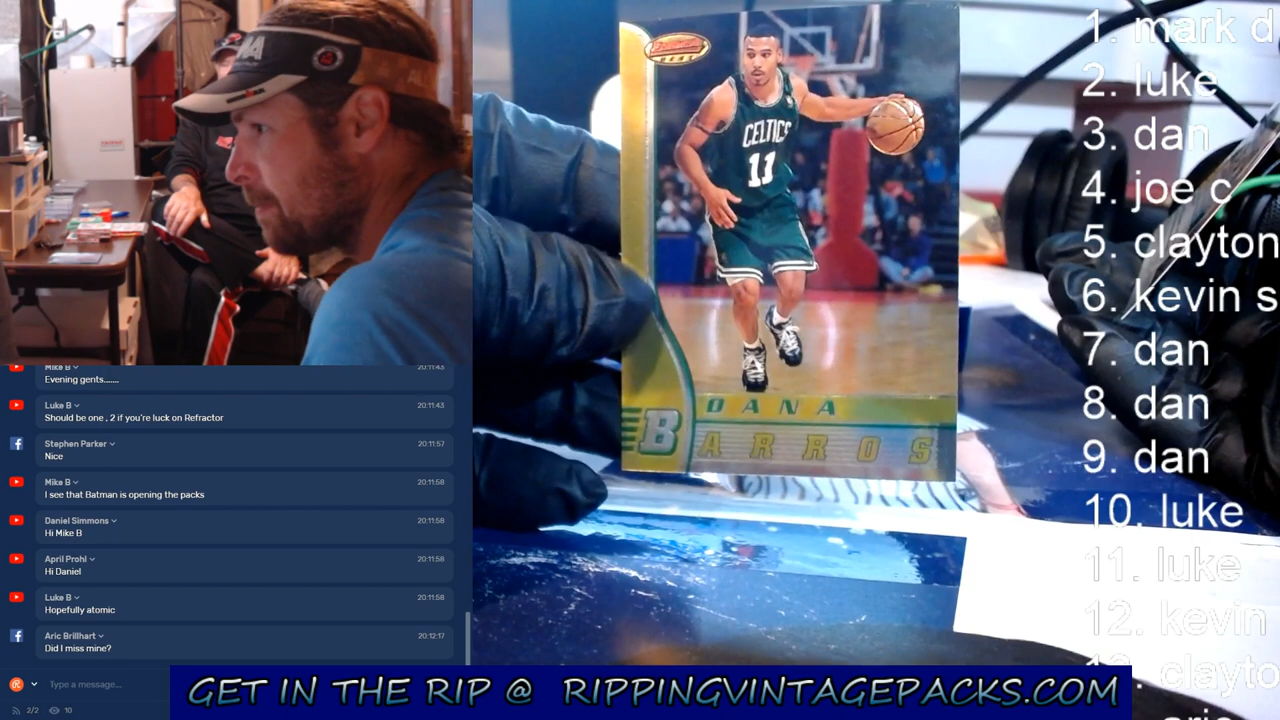 Mike B
20:11:43
Evening gents.......
Luke B
20:11:43
Should be one , 2 if you're luck on Refractor
Stephen Parker
20:11:57
Nice
Mike B
20:11:58
I see that Batman is opening the packs
Daniel Simmons
20:11:58
Hi Mike B
April Prohl
20:11:58
Hi Daniel
Luke B
20:11:58
Hopefully atomic
Aric Brillhart
20:12:17
Did I miss mine?
Type a message...
2/2
10
CELTICS
11
B
DANA
ARROS
1. mark d
2. luke
3. dan
4. joe c
5. clayton
6. kevin s
7. dan
8. dan
9. dan
10. luke
11. luke
12. kevin
13. clayto
GET IN THE RIP @ RIPPINGVINTAGEPACKS.COM